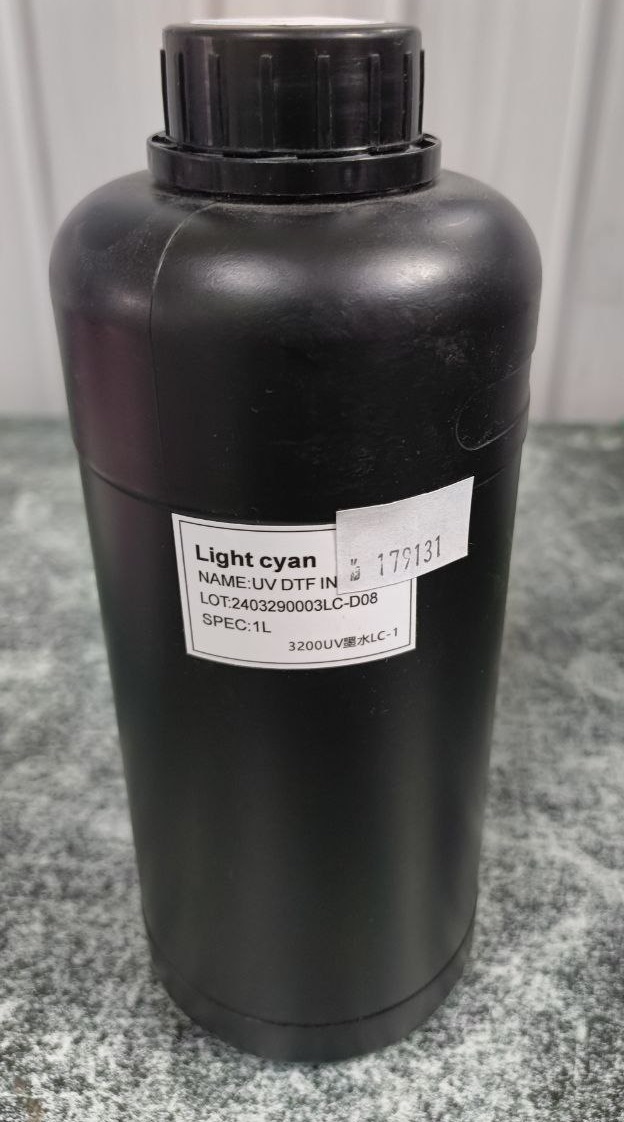 Light cyan
NAME:UV DTF IN
179131
LOT:2403290003LC-D08
SPEC:1L
3200UV墨水LC-1